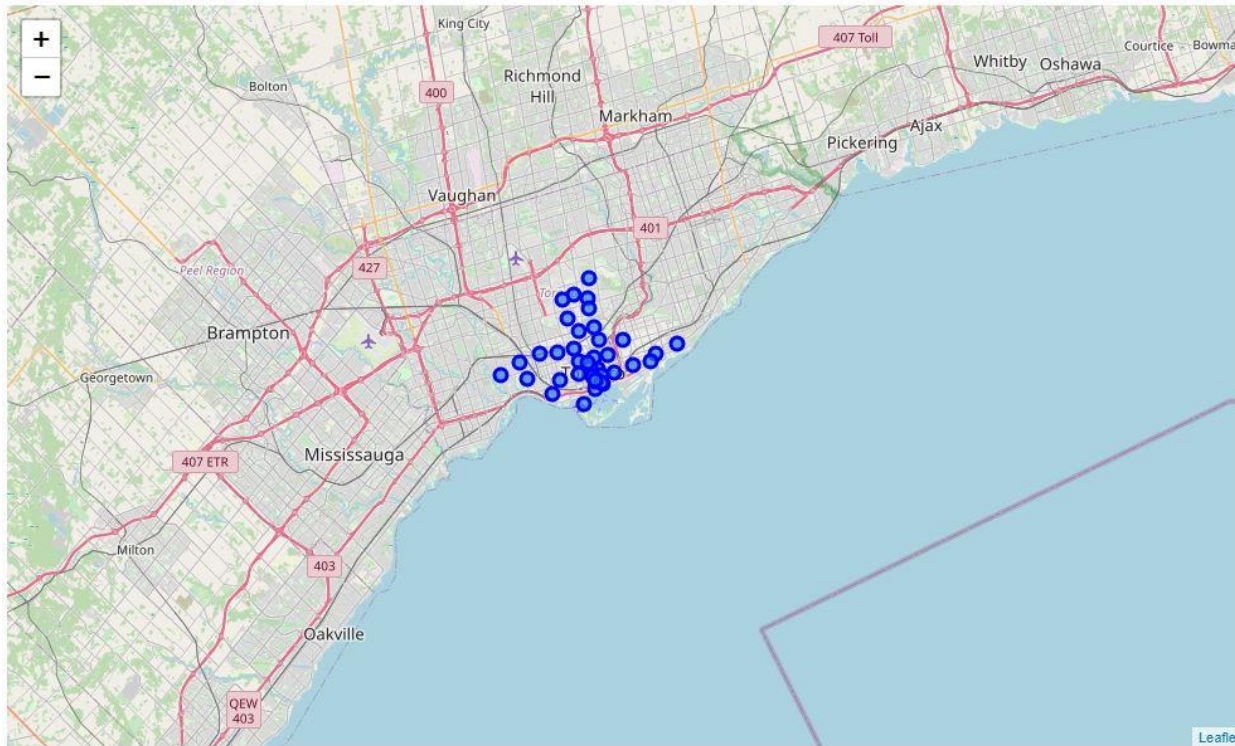 +
−
King City
407 Toll
Courtice
Whitby
Oshawa
Richmond
Hill
Bolton
400
Markham
Ajax
Pickering
Vaughan
401
427
Peel Region
Brampton
Georgetown
Mississauga
407 ETR
Milton
403
Oakville
QEW
403